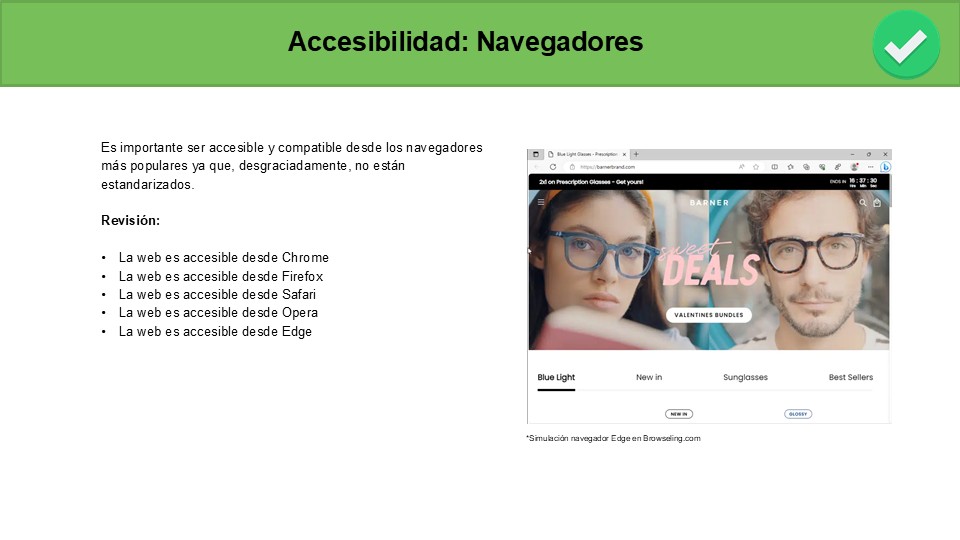 Accesibilidad: Navegadores
Es importante ser accesible y compatible desde los navegadores
más populares ya que, desgraciadamente, no están
estandarizados.
Revisión:
• La web es accesible desde Chrome
• La web es accesible desde Firefox
• La web es accesible desde Safari
• La web es accesible desde Opera
• La web es accesible desde Edge
Blue Light Glasses - Prescription
https://barnerbrand.com
2x1 on Prescription Glasses - Get yours!
ENDS IN 16 : 37 : 30
Hrs Min Sec
BARNER
sweet
DEALS
VALENTINES BUNDLES
Blue Light New in Sunglasses Best Sellers
NEW IN GLOSSY
*Simulación navegador Edge en Browseling.com